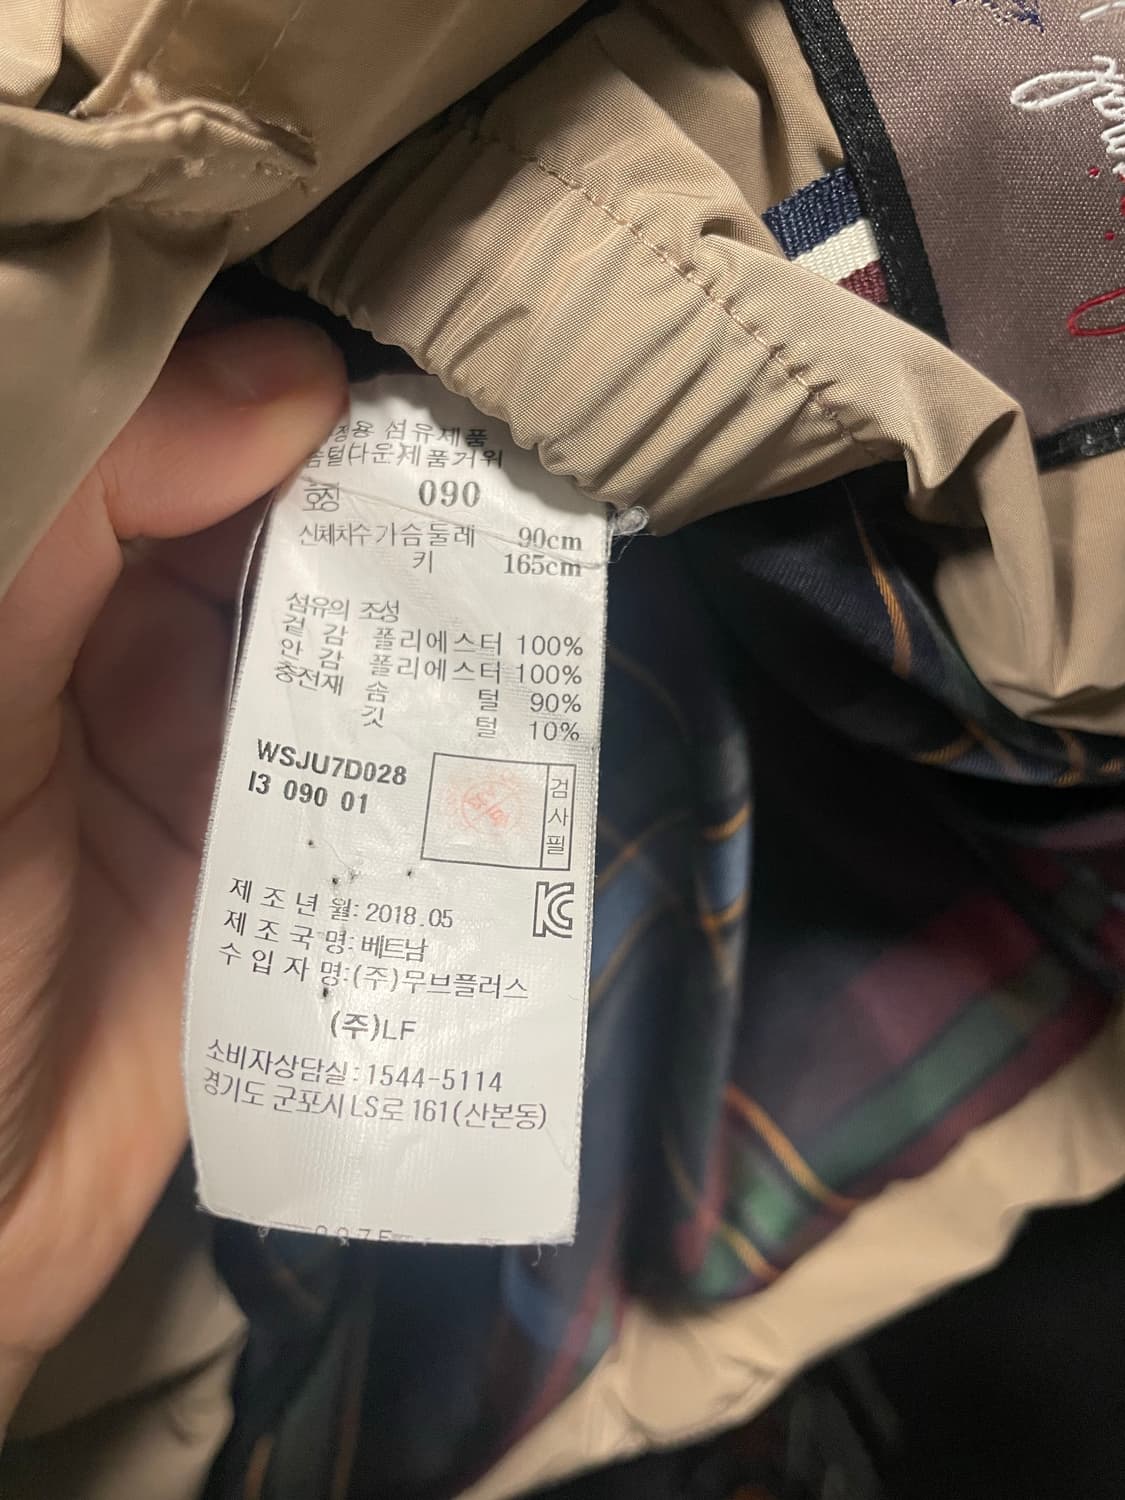 정용 섬유제품
솜털다운제품거위
호칭 090
신체치수 가슴둘레 90cm
키 165cm
섬유의 조성
겉 감 폴리에스터 100%
안 감 폴리에스터 100%
충전재 솜 털 90%
깃 털 10%
WSJU7D028
I3 090 01
검사필
제 조 년 월: 2018.05
제 조 국 명: 베트남
수 입 자 명:(주)무브플러스
(주)LF
소비자상담실:1544-5114
경기도 군포시 LS로 161(산본동)